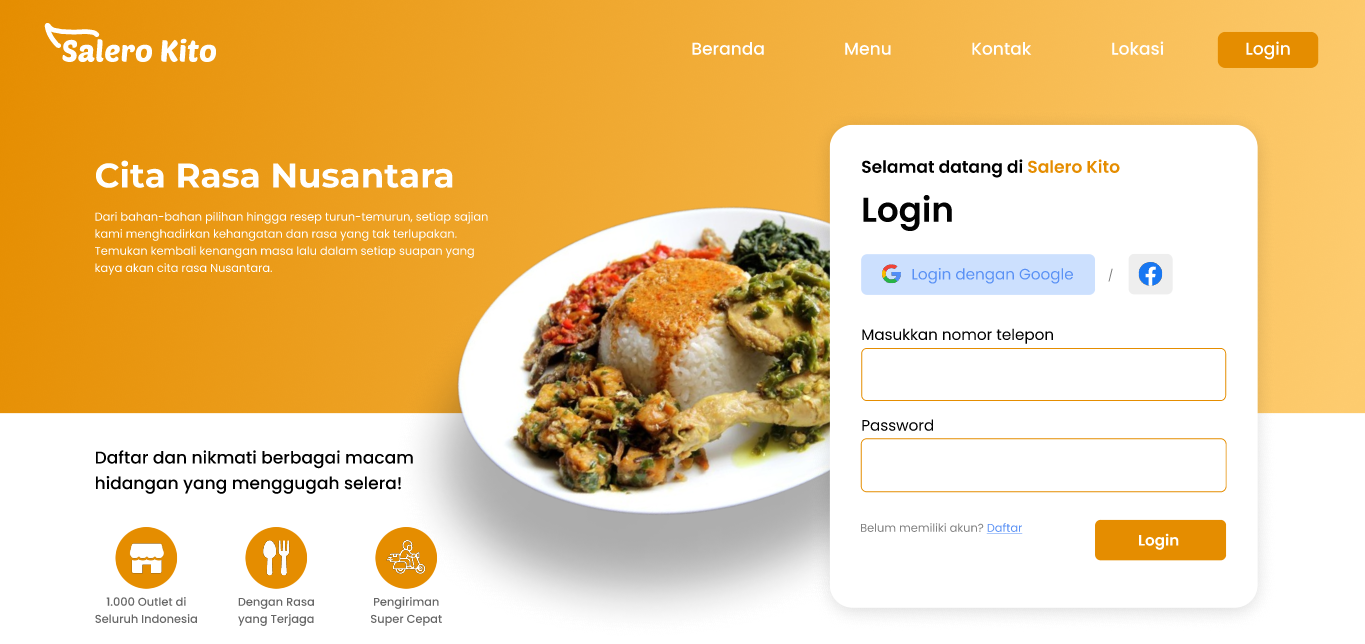 Salero Kito
Beranda
Menu
Kontak
Lokasi
Login
Cita Rasa Nusantara
Dari bahan-bahan pilihan hingga resep turun-temurun, setiap sajian
kami menghadirkan kehangatan dan rasa yang tak terlupakan.
Temukan kembali kenangan masa lalu dalam setiap suapan yang
kaya akan cita rasa Nusantara.
Daftar dan nikmati berbagai macam
hidangan yang menggugah selera!
1.000 Outlet di
Seluruh Indonesia
Dengan Rasa
yang Terjaga
Pengiriman
Super Cepat
Selamat datang di Salero Kito
Login
Login dengan Google
/
Masukkan nomor telepon
Password
Belum memiliki akun? Daftar
Login